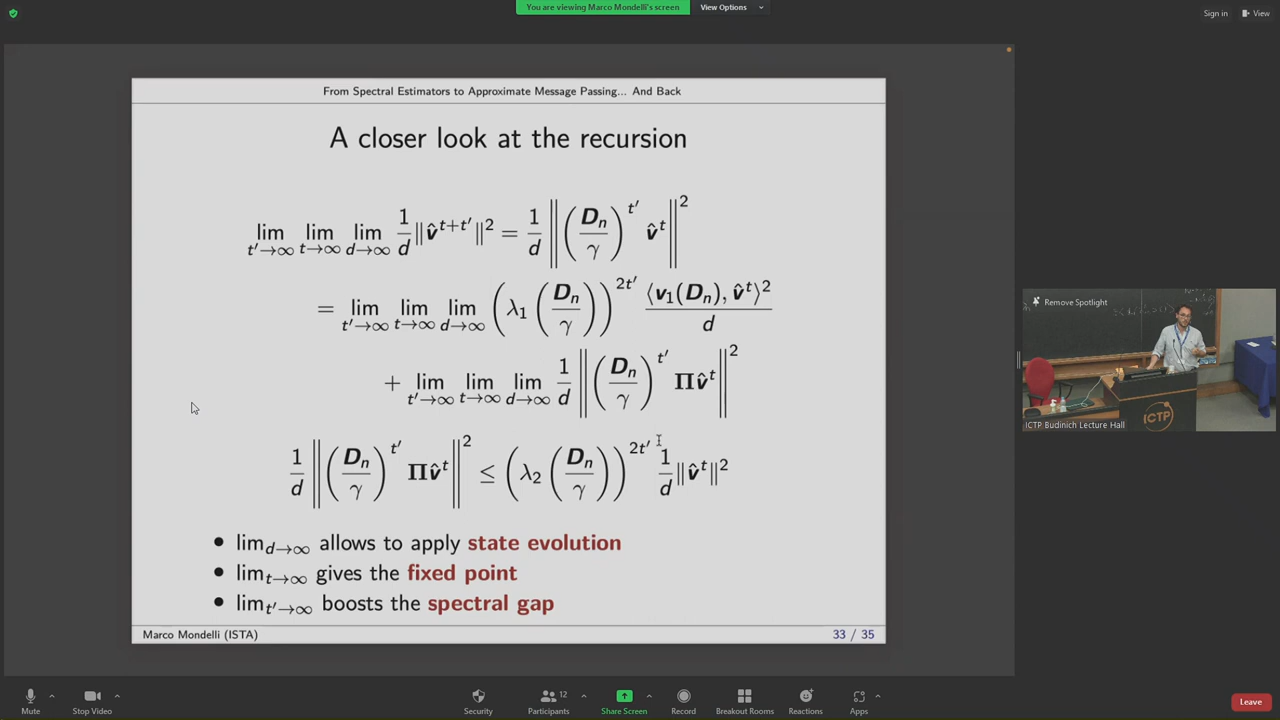 You are viewing Marco Mondelli's screen
View Options
Sign in
View
From Spectral Estimators to Approximate Message Passing... And Back
A closer look at the recursion
lim_{t'→∞} lim_{t→∞} lim_{d→∞} 1/d ‖v̂^{t+t'}‖² = 1/d ‖(D_n/γ)^{t'} v̂^t‖²
= lim_{t'→∞} lim_{t→∞} lim_{d→∞} (λ₁(D_n/γ))^{2t'} ⟨v₁(D_n), v̂^t⟩²/d
+ lim_{t'→∞} lim_{t→∞} lim_{d→∞} 1/d ‖(D_n/γ)^{t'} Πv̂^t‖²
1/d ‖(D_n/γ)^{t'} Πv̂^t‖² ≤ (λ₂(D_n/γ))^{2t'} 1/d ‖v̂^t‖²
• lim_{d→∞} allows to apply state evolution
• lim_{t→∞} gives the fixed point
• lim_{t'→∞} boosts the spectral gap
Marco Mondelli (ISTA)
33 / 35
Remove Spotlight
ICTP
ICTP Budinich Lecture Hall
Mute
Stop Video
Security
Participants
12
Share Screen
Record
Breakout Rooms
Reactions
Apps
Leave